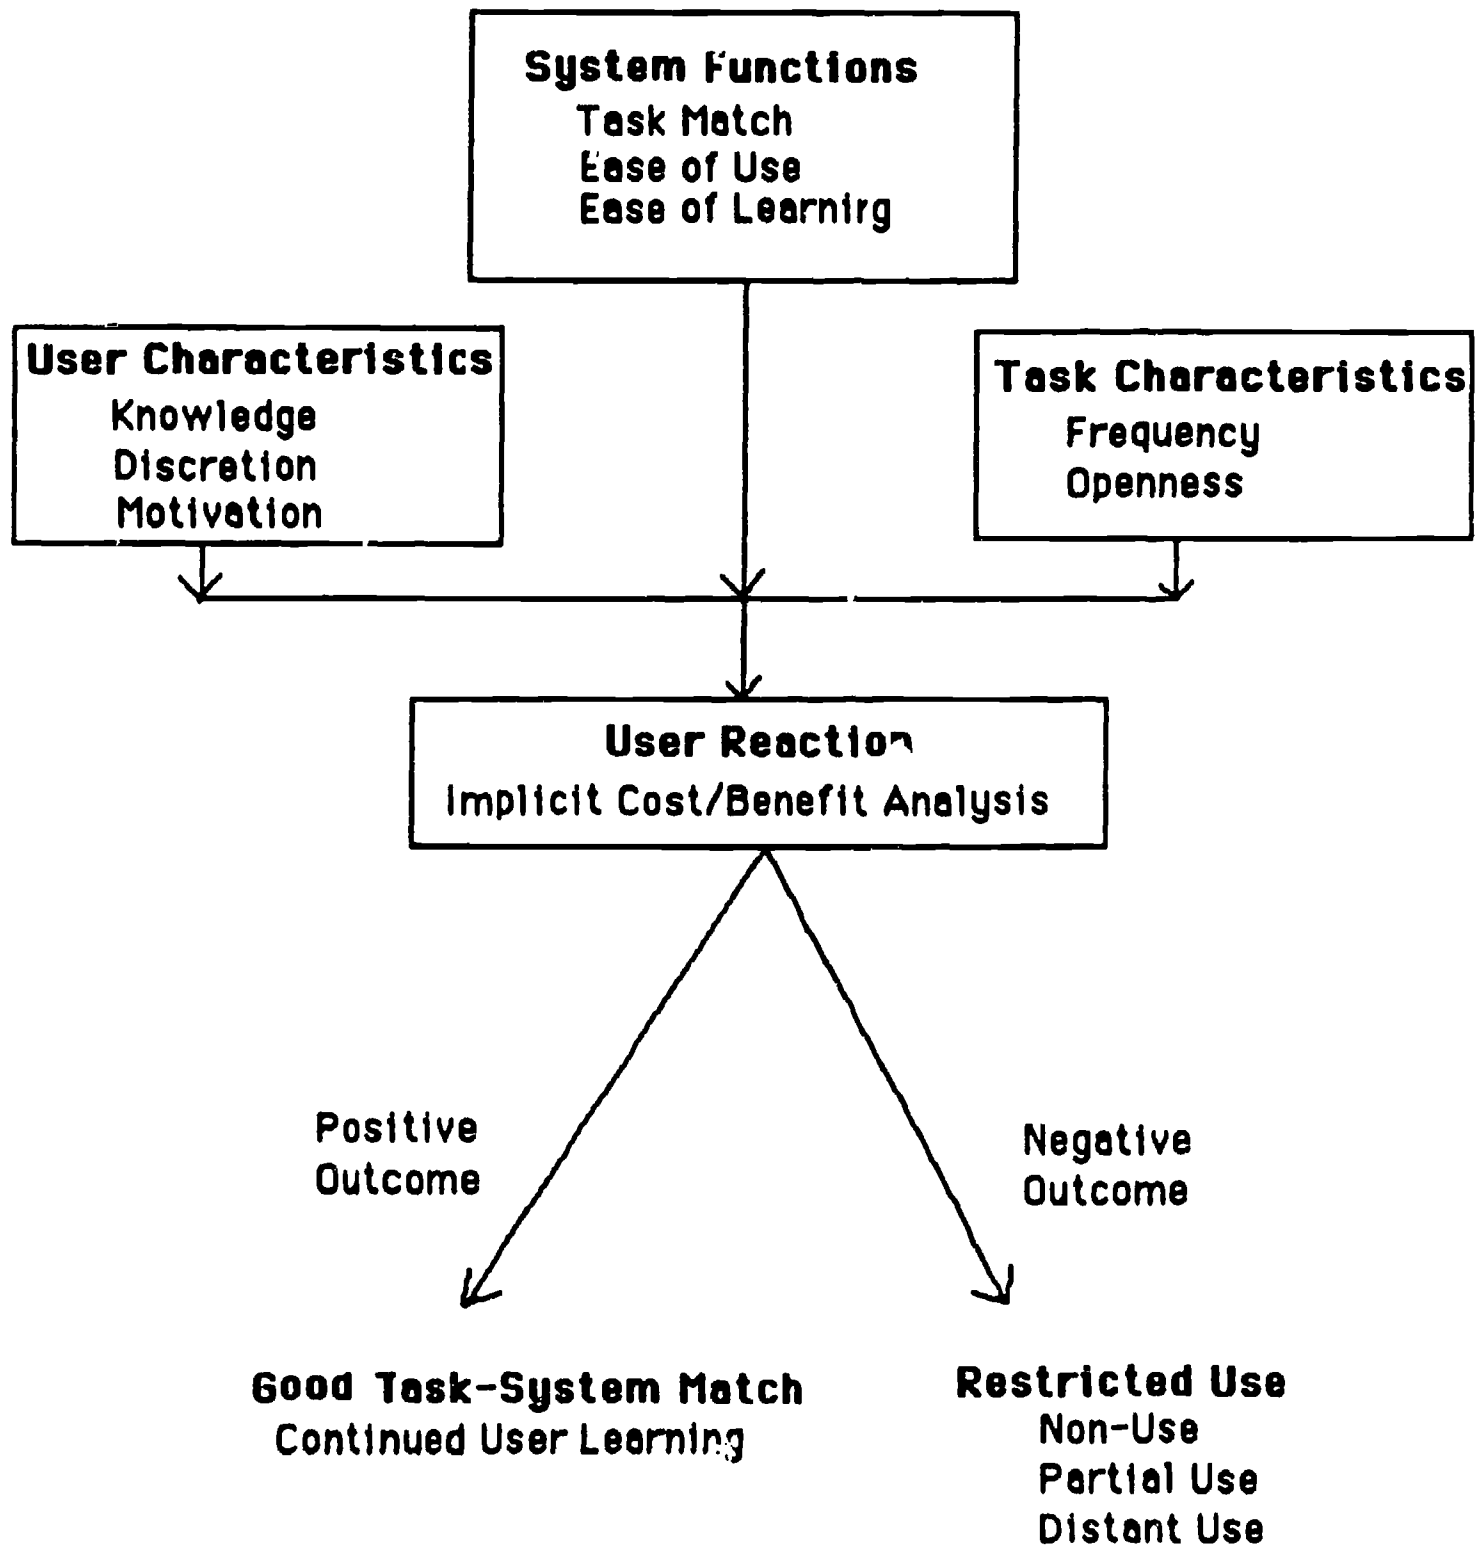 System Functions
Task Match
Ease of Use
Ease of Learning
User Characteristics
Knowledge
Discretion
Motivation
Task Characteristics
Frequency
Openness
User Reaction
Implicit Cost/Benefit Analysis
Positive
Outcome
Negative
Outcome
Good Task-System Match
Continued User Learning
Restricted Use
Non-Use
Partial Use
Distant Use